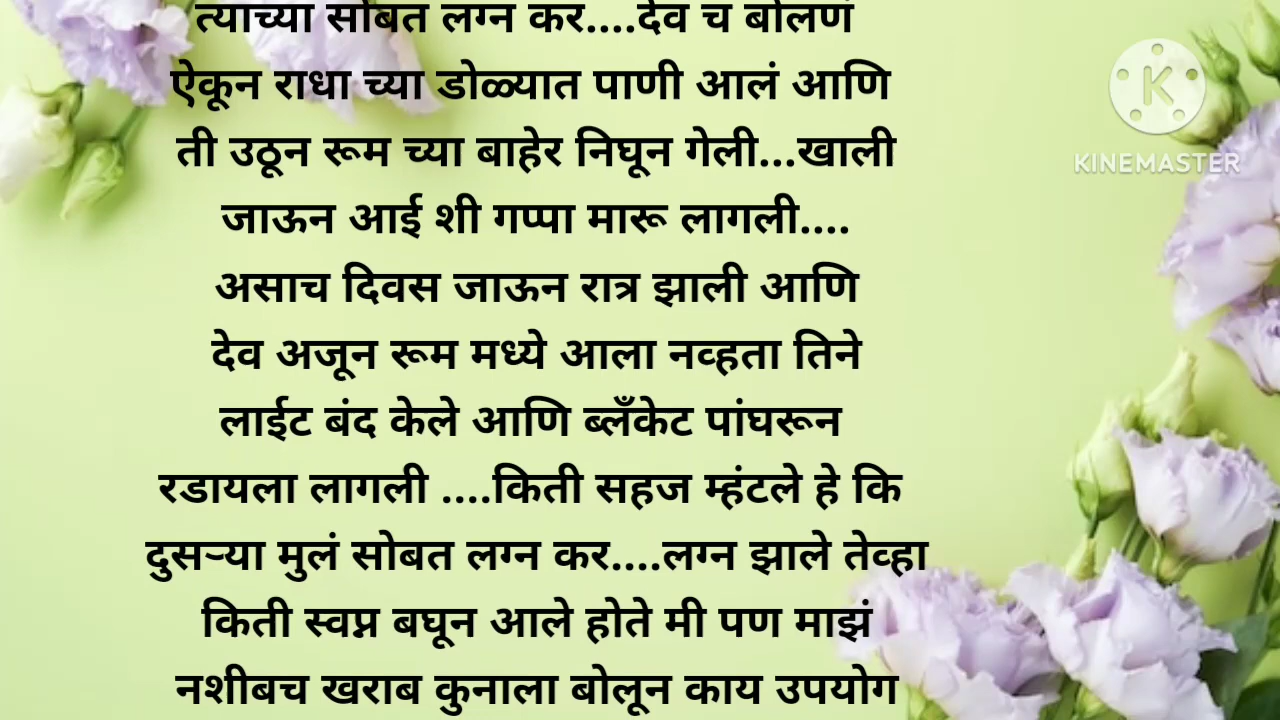 त्याच्या सोबत लग्न कर....देव च बोलणं
ऐकून राधा च्या डोळ्यात पाणी आलं आणि
ती उठून रूम च्या बाहेर निघून गेली...खाली
जाऊन आई शी गप्पा मारू लागली....
असाच दिवस जाऊन रात्र झाली आणि
देव अजून रूम मध्ये आला नव्हता तिने
लाईट बंद केले आणि ब्लँकेट पांघरून
रडायला लागली ....किती सहज म्हंटले हे कि
दुसऱ्या मुलं सोबत लग्न कर....लग्न झाले तेव्हा
किती स्वप्न बघून आले होते मी पण माझं
नशीबच खराब कुनाला बोलून काय उपयोग
K
KINEMASTER